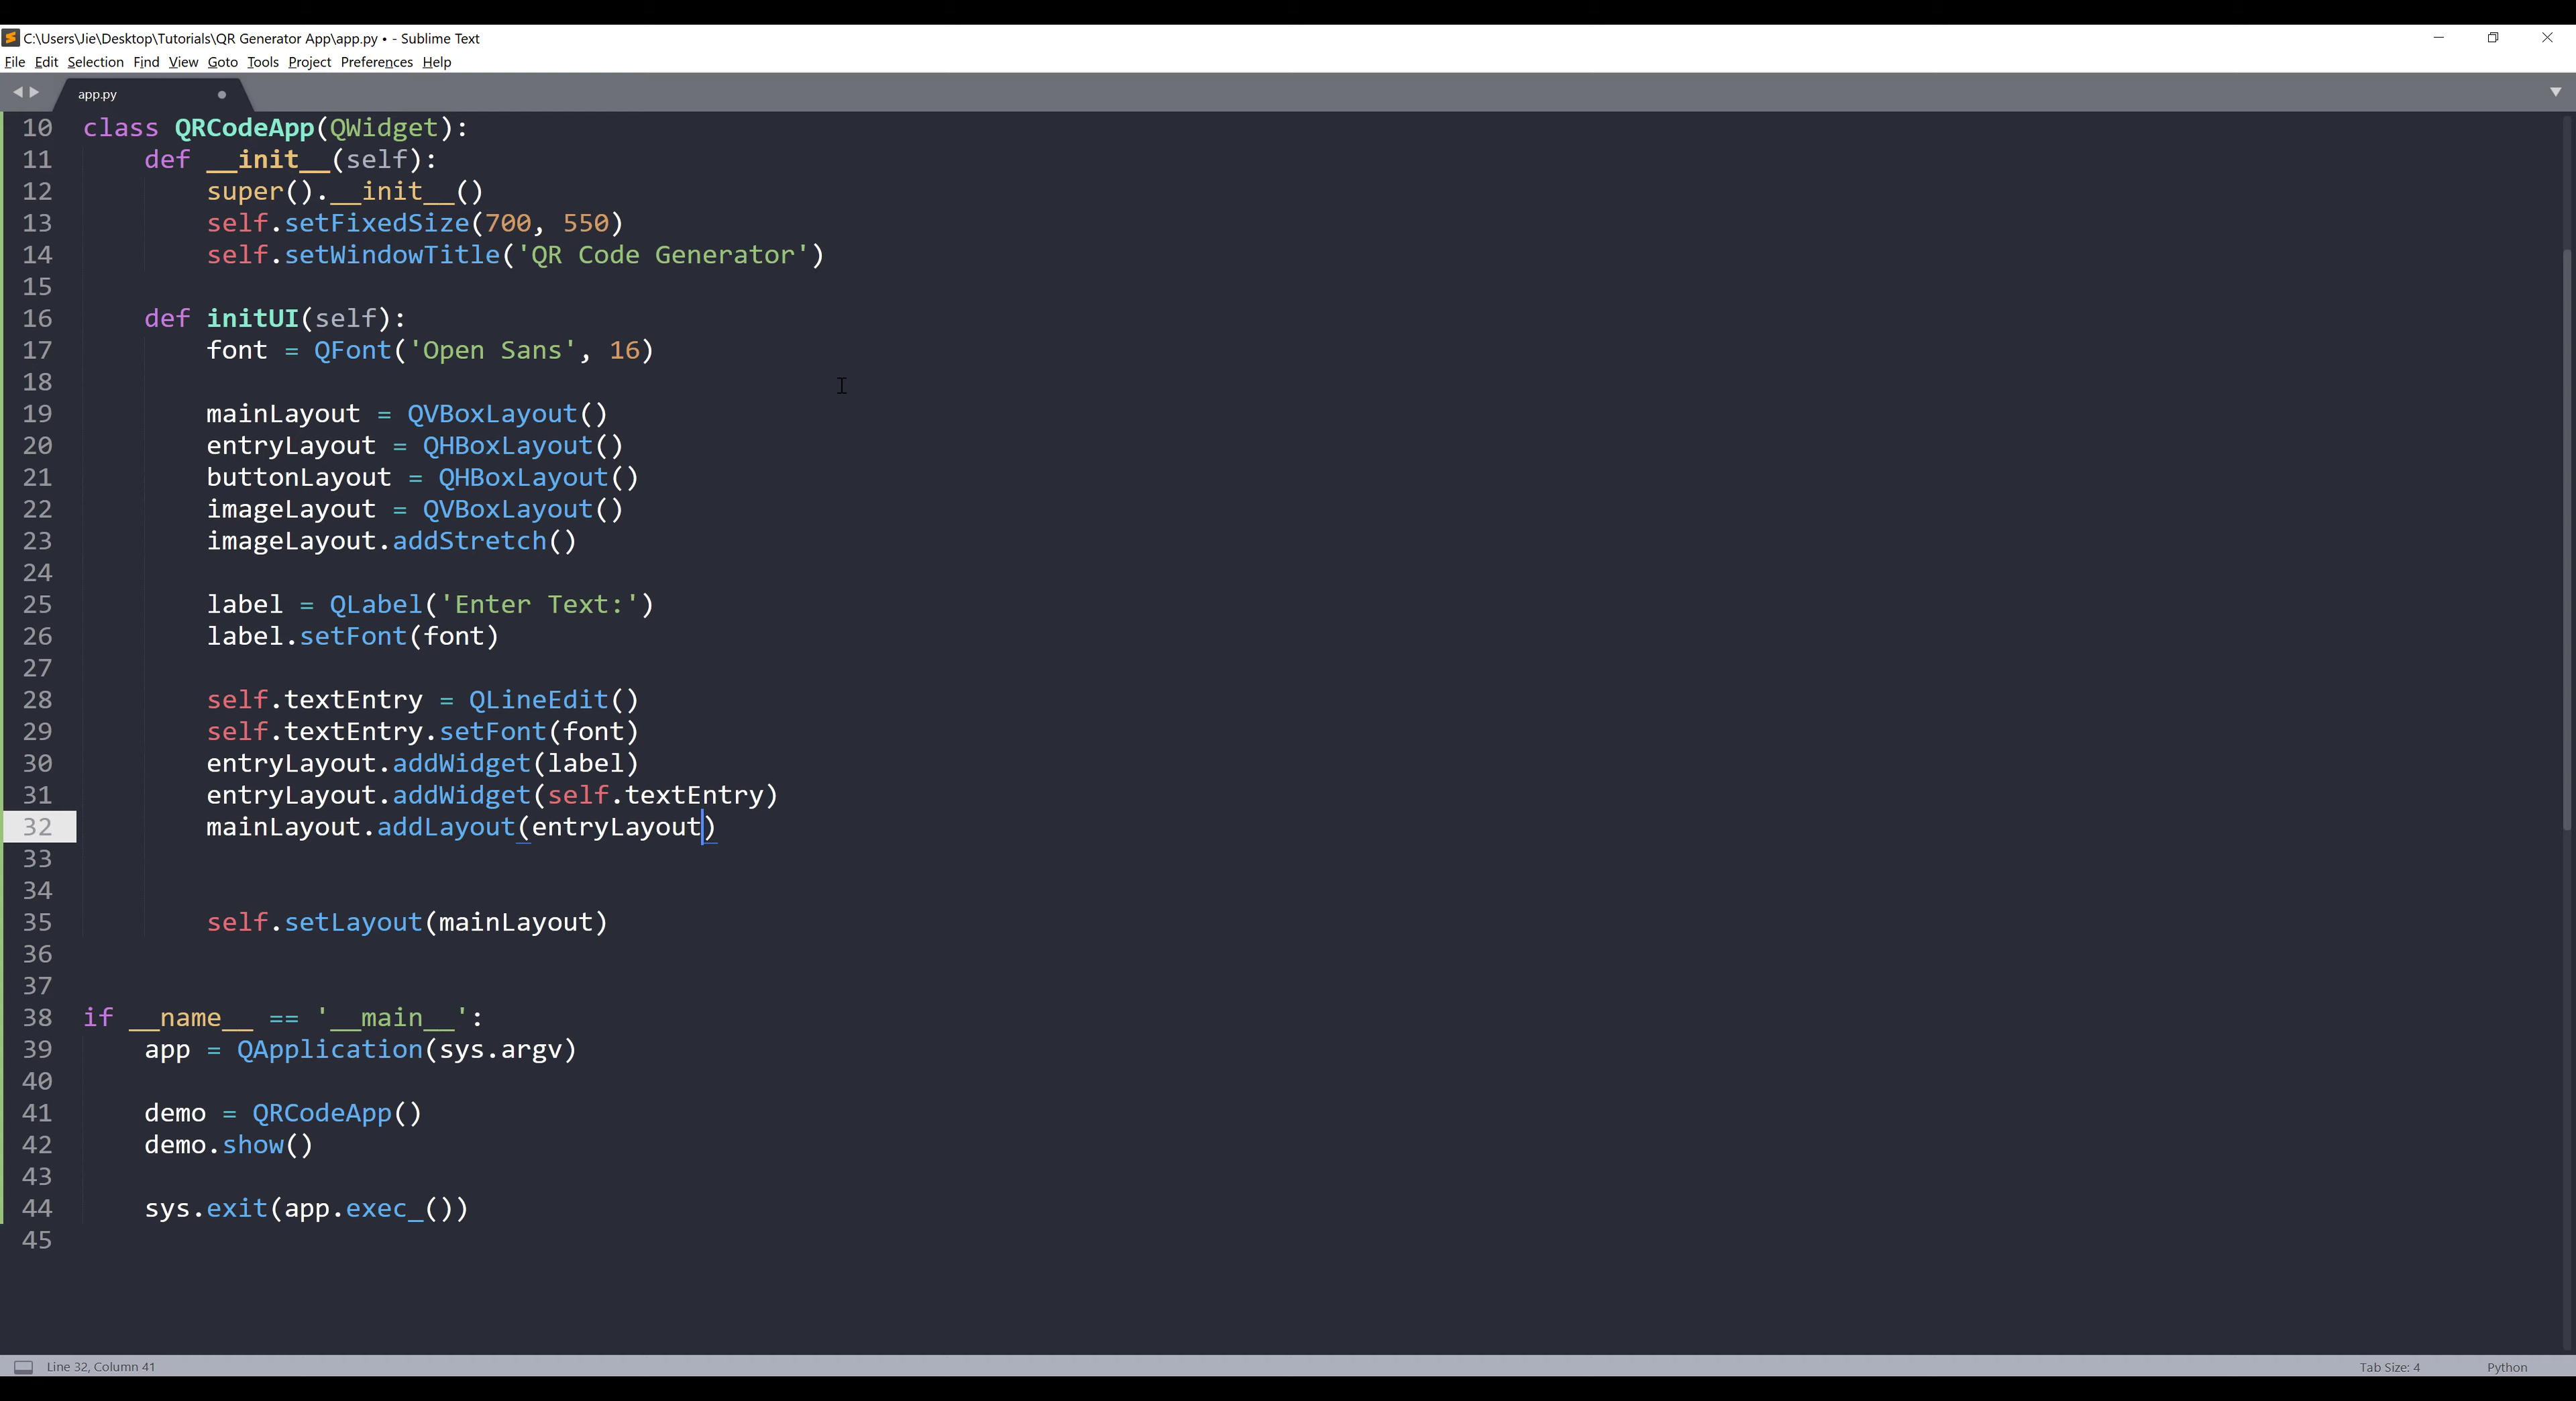 C:\Users\Jie\Desktop\Tutorials\QR Generator App\app.py • - Sublime Text
File Edit Selection Find View Goto Tools Project Preferences Help
app.py
10 class QRCodeApp(QWidget):
11     def __init__(self):
12         super().__init__()
13         self.setFixedSize(700, 550)
14         self.setWindowTitle('QR Code Generator')
15
16     def initUI(self):
17         font = QFont('Open Sans', 16)
18
19         mainLayout = QVBoxLayout()
20         entryLayout = QHBoxLayout()
21         buttonLayout = QHBoxLayout()
22         imageLayout = QVBoxLayout()
23         imageLayout.addStretch()
24
25         label = QLabel('Enter Text:')
26         label.setFont(font)
27
28         self.textEntry = QLineEdit()
29         self.textEntry.setFont(font)
30         entryLayout.addWidget(label)
31         entryLayout.addWidget(self.textEntry)
32         mainLayout.addLayout(entryLayout)
33
34
35         self.setLayout(mainLayout)
36
37
38 if __name__ == '__main__':
39     app = QApplication(sys.argv)
40
41     demo = QRCodeApp()
42     demo.show()
43
44     sys.exit(app.exec_())
45
Line 32, Column 41
Tab Size: 4
Python